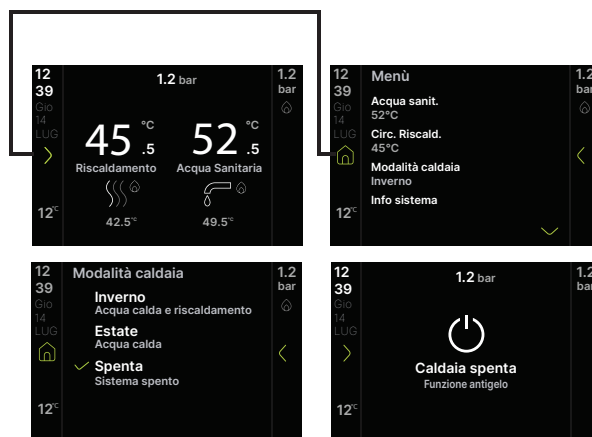 12
39
Gio
14
LUG
12°C
1.2 bar
45.5 °C
Riscaldamento
42.5°C
52.5 °C
Acqua Sanitaria
49.5°C
1.2
bar
12
39
Gio
14
LUG
12°C
Menù
Acqua sanit.
52°C
Circ. Riscald.
45°C
Modalità caldaia
Inverno
Info sistema
1.2
bar
12
39
Gio
14
LUG
12°C
Modalità caldaia
Inverno
Acqua calda e riscaldamento
Estate
Acqua calda
Spenta
Sistema spento
1.2
bar
12
39
Gio
14
LUG
12°C
1.2 bar
Caldaia spenta
Funzione antigelo
1.2
bar